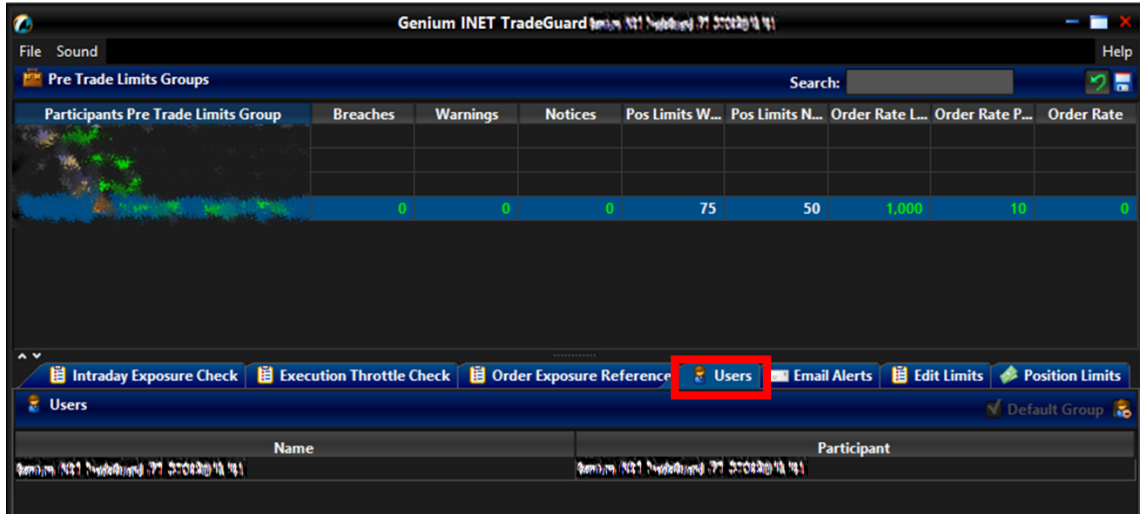 Genium INET TradeGuard
File Sound Help
Pre Trade Limits Groups Search:
Participants Pre Trade Limits Group Breaches Warnings Notices Pos Limits W... Pos Limits N... Order Rate L... Order Rate P... Order Rate
0 0 0 75 50 1,000 10 0
Intraday Exposure Check Execution Throttle Check Order Exposure Reference Users Email Alerts Edit Limits Position Limits
Users Default Group
Name Participant